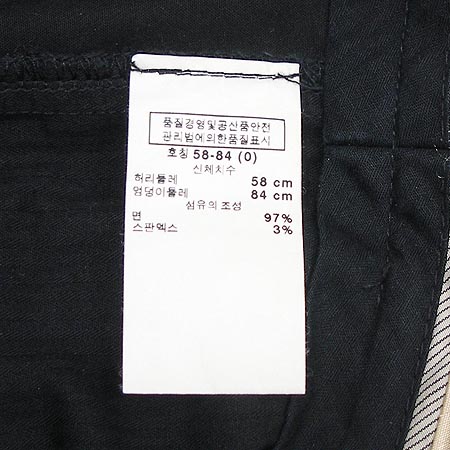 품질경영및공산품안전
관리법에의한품질표시
호칭 58-84 (0)
신체치수
허리둘레 58 cm
엉덩이둘레 84 cm
섬유의조성
면 97%
스판덱스 3%